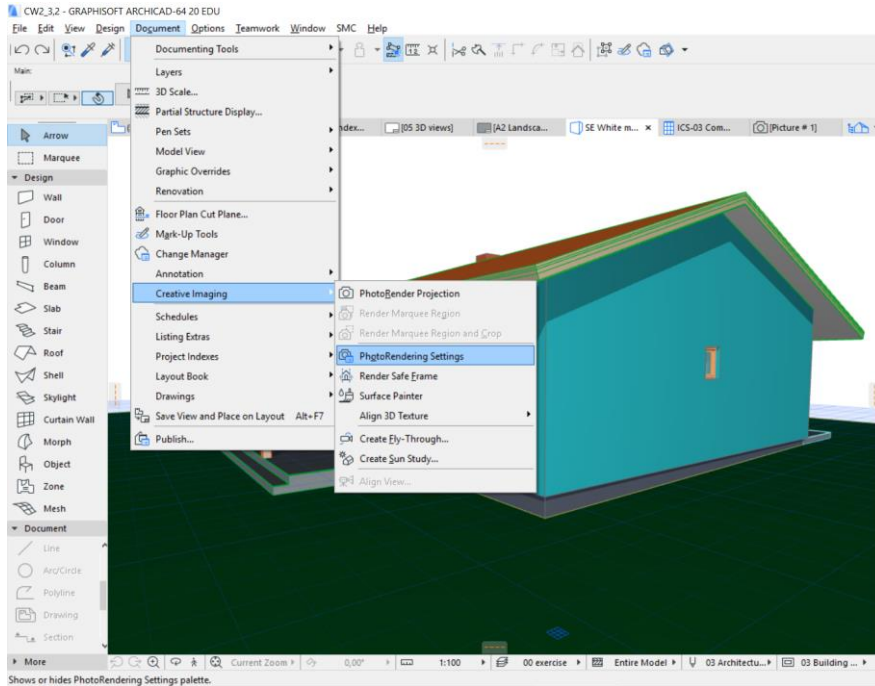 CW2_3,2 - GRAPHISOFT ARCHICAD-64 20 EDU
File Edit View Design Document Options Teamwork Window SMC Help
Main:
ndex... [05 3D views] [A2 Landsca... SE White m... × ICS-03 Com... [Picture # 1]
Arrow
Marquee
Design
Wall
Door
Window
Column
Beam
Slab
Stair
Roof
Shell
Skylight
Curtain Wall
Morph
Object
Zone
Mesh
Document
Line
Arc/Circle
Polyline
Drawing
Section
More
Documenting Tools
Layers
3D Scale...
Partial Structure Display...
Pen Sets
Model View
Graphic Overrides
Renovation
Floor Plan Cut Plane...
Mark-Up Tools
Change Manager
Annotation
Creative Imaging
Schedules
Listing Extras
Project Indexes
Layout Book
Drawings
Save View and Place on Layout Alt+F7
Publish...
PhotoRender Projection
Render Marquee Region
Render Marquee Region and Crop
PhotoRendering Settings
Render Safe Frame
Surface Painter
Align 3D Texture
Create Fly-Through...
Create Sun Study...
Align View...
Current Zoom 0,00° 1:100 00 exercise Entire Model 03 Architectu... 03 Building ...
Shows or hides PhotoRendering Settings palette.